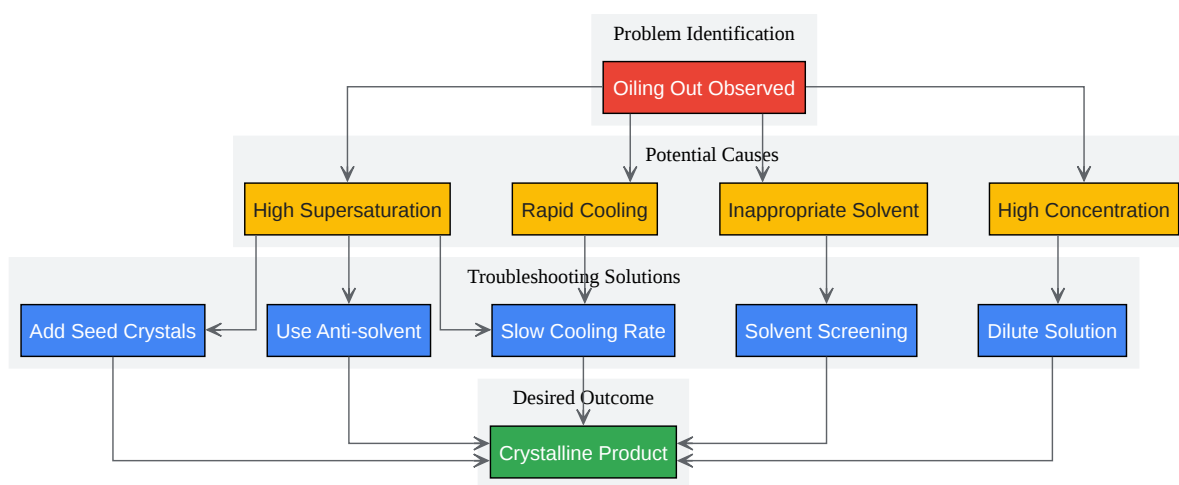 Problem Identification
Oiling Out Observed
Potential Causes
High Supersaturation
Rapid Cooling
Inappropriate Solvent
High Concentration
Troubleshooting Solutions
Add Seed Crystals
Use Anti-solvent
Slow Cooling Rate
Solvent Screening
Dilute Solution
Desired Outcome
Crystalline Product